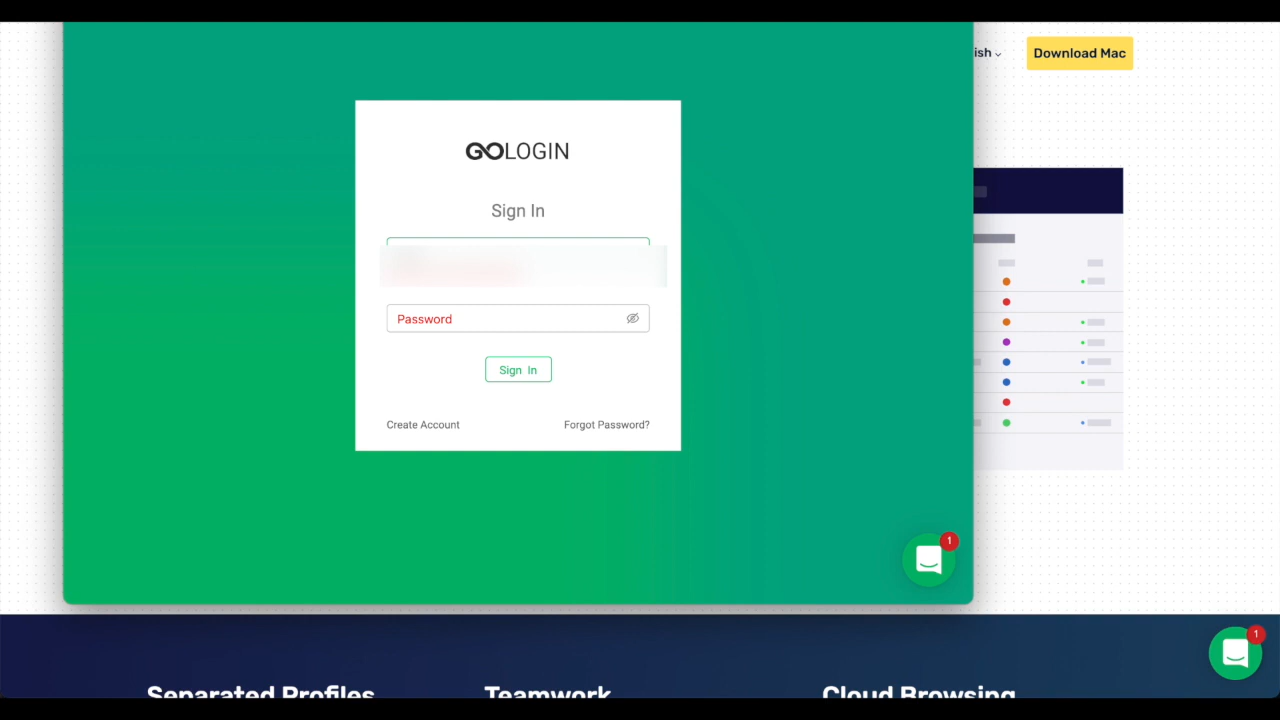 ish
Download Mac
GOLOGIN
Sign In
Password
Sign In
Create Account
Forgot Password?
1
1
Separated Profiles
Teamwork
Cloud Browsing